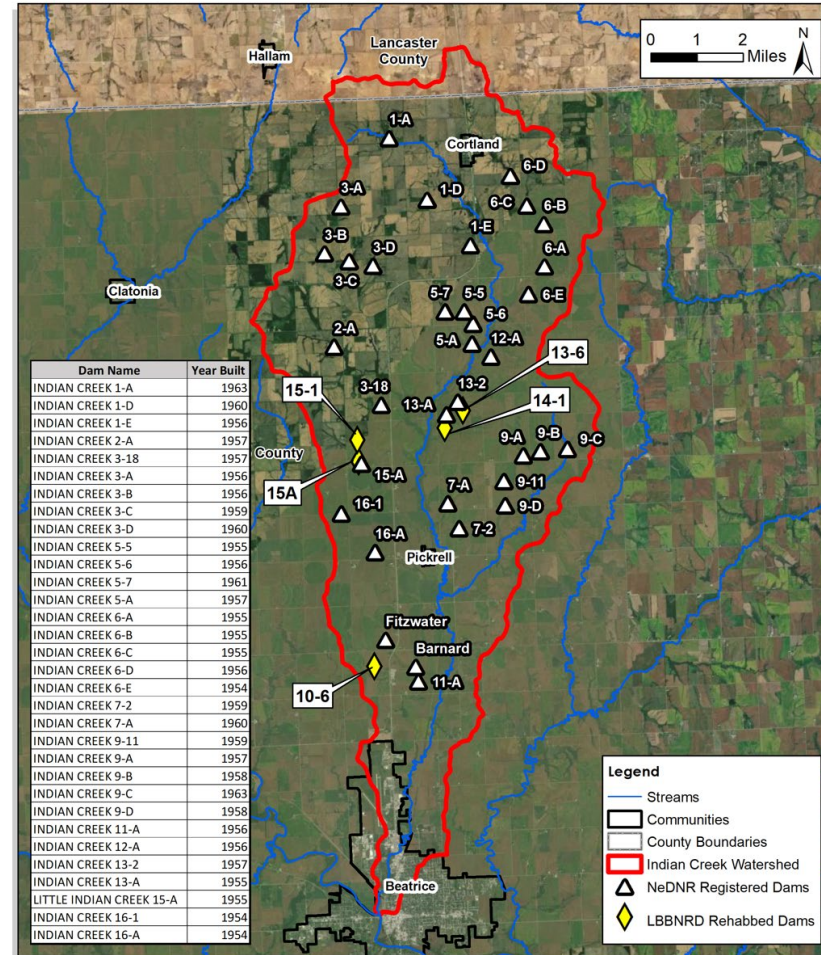 Hallam
Lancaster
County
0 1 2
Miles
N
1-A
Cortland
6-D
3-A
1-D
6-C
6-B
1-E
3-B
3-D
6-A
3-C
Clatonia
6-E
5-7
5-5
5-6
2-A
5-A
12-A
13-6
15-1
3-18
13-2
13-A
14-1
County
9-A
9-B
9-C
15A
15-A
9-11
7-A
9-D
16-1
7-2
16-A
Pickrell
Fitzwater
Barnard
10-6
11-A
Beatrice
Dam Name Year Built
INDIAN CREEK 1-A 1963
INDIAN CREEK 1-D 1960
INDIAN CREEK 1-E 1956
INDIAN CREEK 2-A 1957
INDIAN CREEK 3-18 1957
INDIAN CREEK 3-A 1956
INDIAN CREEK 3-B 1956
INDIAN CREEK 3-C 1959
INDIAN CREEK 3-D 1960
INDIAN CREEK 5-5 1955
INDIAN CREEK 5-6 1956
INDIAN CREEK 5-7 1961
INDIAN CREEK 5-A 1957
INDIAN CREEK 6-A 1955
INDIAN CREEK 6-B 1955
INDIAN CREEK 6-C 1955
INDIAN CREEK 6-D 1956
INDIAN CREEK 6-E 1954
INDIAN CREEK 7-2 1959
INDIAN CREEK 7-A 1960
INDIAN CREEK 9-11 1959
INDIAN CREEK 9-A 1957
INDIAN CREEK 9-B 1958
INDIAN CREEK 9-C 1963
INDIAN CREEK 9-D 1958
INDIAN CREEK 11-A 1956
INDIAN CREEK 12-A 1956
INDIAN CREEK 13-2 1957
INDIAN CREEK 13-A 1955
LITTLE INDIAN CREEK 15-A 1955
INDIAN CREEK 16-1 1954
INDIAN CREEK 16-A 1954
Legend
Streams
Communities
County Boundaries
Indian Creek Watershed
NeDNR Registered Dams
LBBNRD Rehabbed Dams